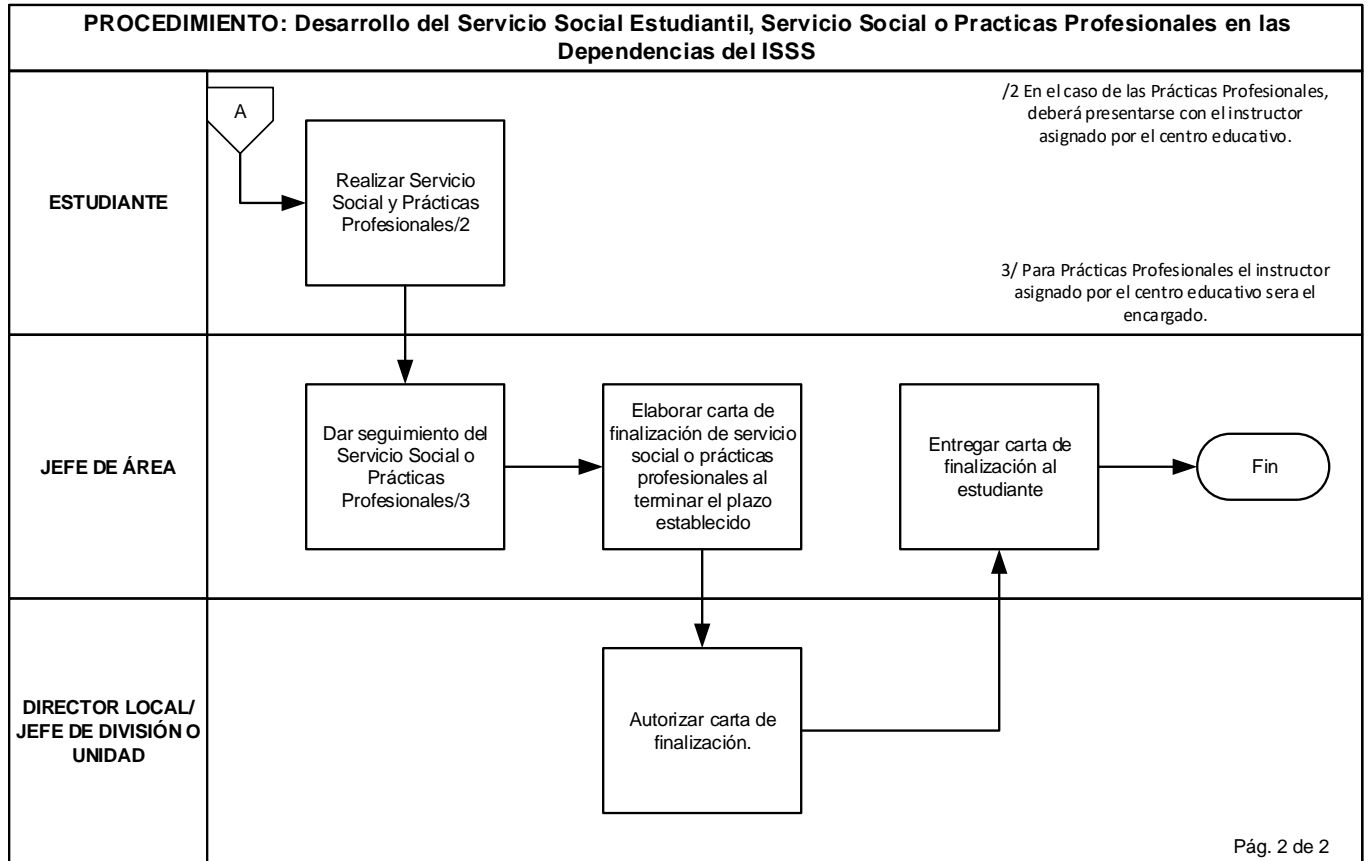 PROCEDIMIENTO: Desarrollo del Servicio Social Estudiantil, Servicio Social o Practicas Profesionales en las
Dependencias del ISSS
A
/2 En el caso de las Prácticas Profesionales,
deberá presentarse con el instructor
asignado por el centro educativo.
ESTUDIANTE
Realizar Servicio
Social y Prácticas
Profesionales/2
3/ Para Prácticas Profesionales el instructor
asignado por el centro educativo sera el
encargado.
JEFE DE ÁREA
Dar seguimiento del
Servicio Social o
Prácticas
Profesionales/3
Elaborar carta de
finalización de servicio
social o prácticas
profesionales al
terminar el plazo
establecido
Entregar carta de
finalización al
estudiante
Fin
DIRECTOR LOCAL/
JEFE DE DIVISIÓN O
UNIDAD
Autorizar carta de
finalización.
Pág. 2 de 2